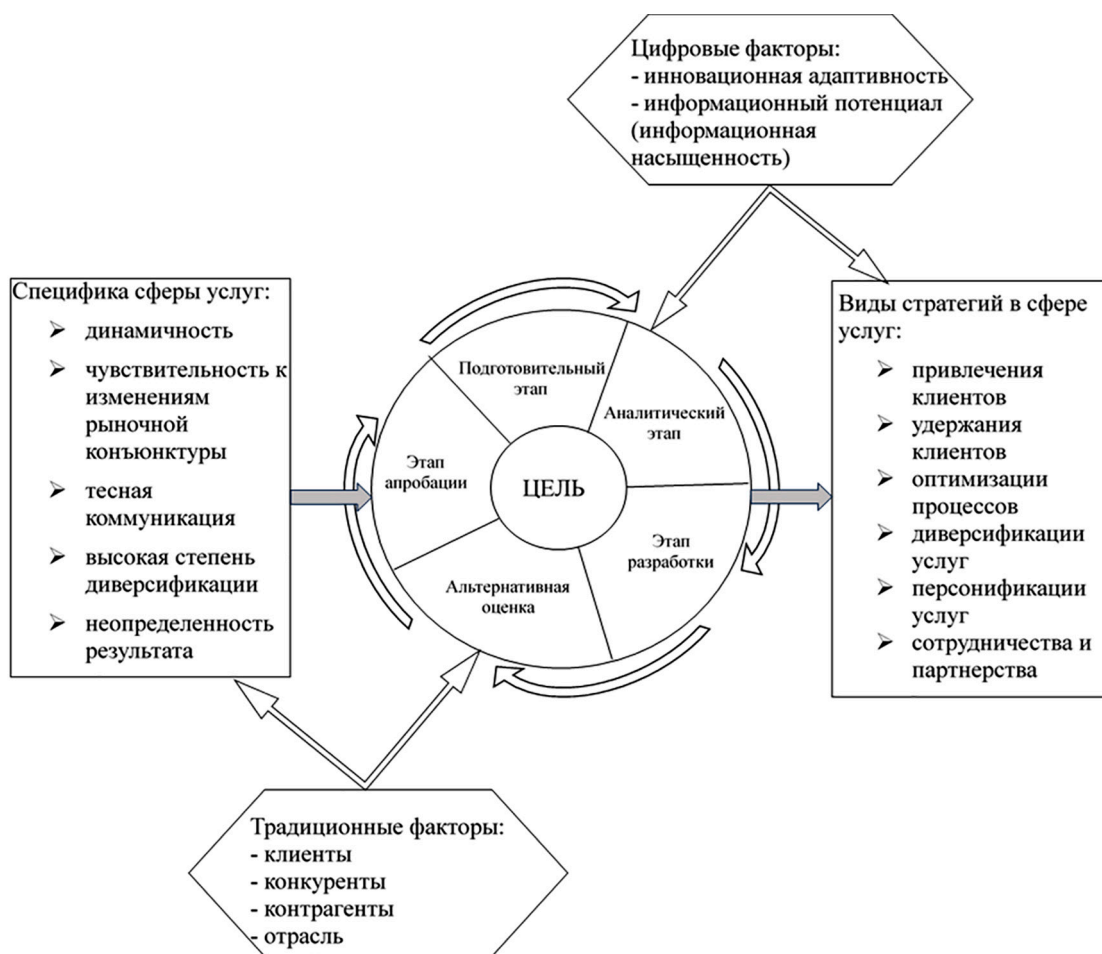 Цифровые факторы:
- инновационная адаптивность
- информационный потенциал
(информационная
насыщенность)
Специфика сферы услуг:
динамичность
чувствительность к
изменениям
рыночной
конъюнктуры
тесная
коммуникация
высокая степень
диверсификации
неопределенность
результата
Подготовительный
этап
Аналитический
этап
Этап
апробации
ЦЕЛЬ
Этап
разработки
Альтернативная
оценка
Виды стратегий в сфере
услуг:
привлечения
клиентов
удержания
клиентов
оптимизации
процессов
диверсификации
услуг
персонификации
услуг
сотрудничества и
партнерства
Традиционные факторы:
- клиенты
- конкуренты
- контрагенты
- отрасль